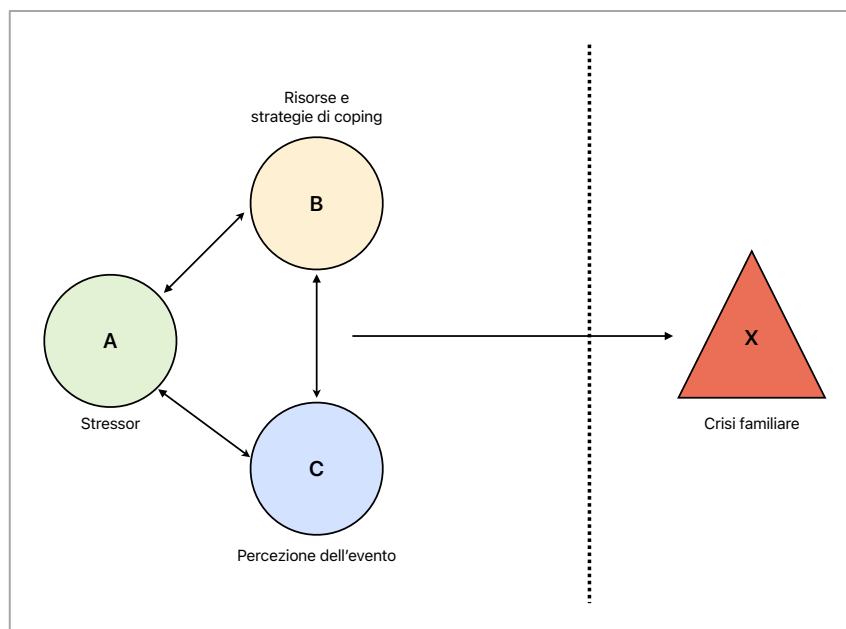 Risorse e
strategie di coping
B
A
Stressor
X
Crisi familiare
C
Percezione dell'evento